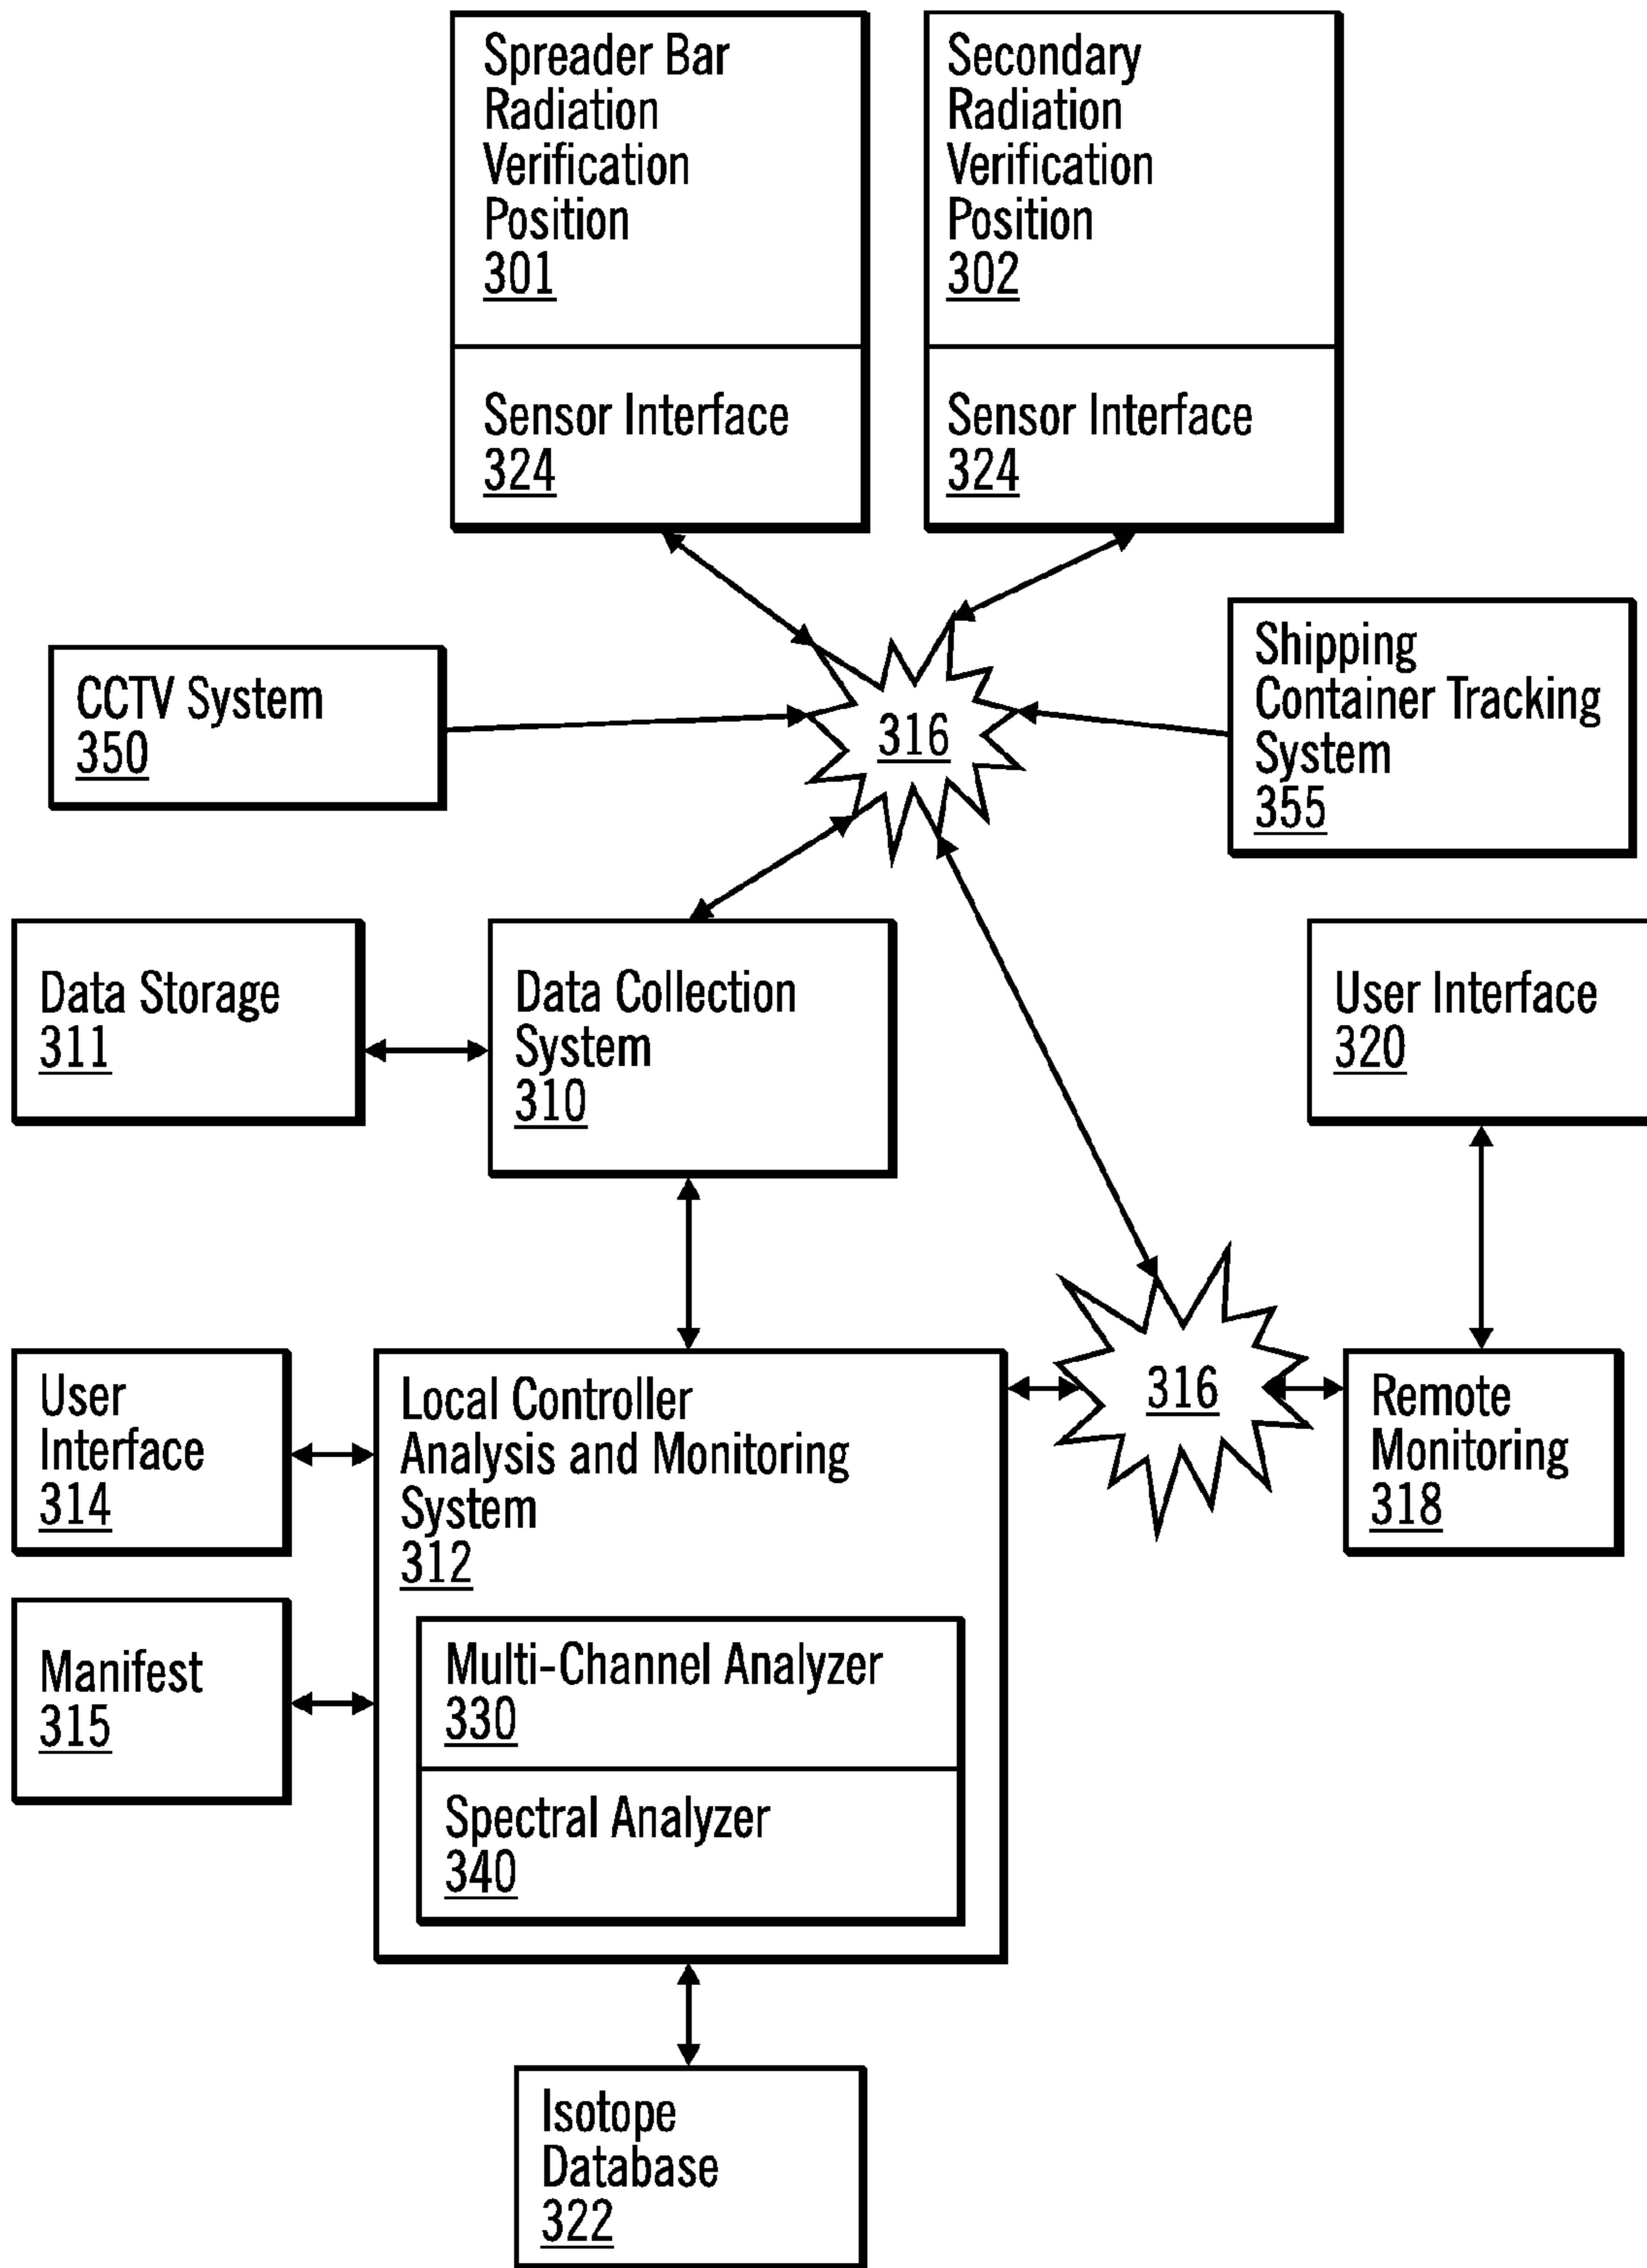 Spreader Bar
Radiation
Verification
Position
301
Sensor Interface
324
Secondary
Radiation
Verification
Position
302
Sensor Interface
324
CCTV System
350
316
Shipping
Container Tracking
System
355
Data Storage
311
Data Collection
System
310
User Interface
320
User
Interface
314
Local Controller
Analysis and Monitoring
System
312
316
Remote
Monitoring
318
Manifest
315
Multi-Channel Analyzer
330
Spectral Analyzer
340
Isotope
Database
322